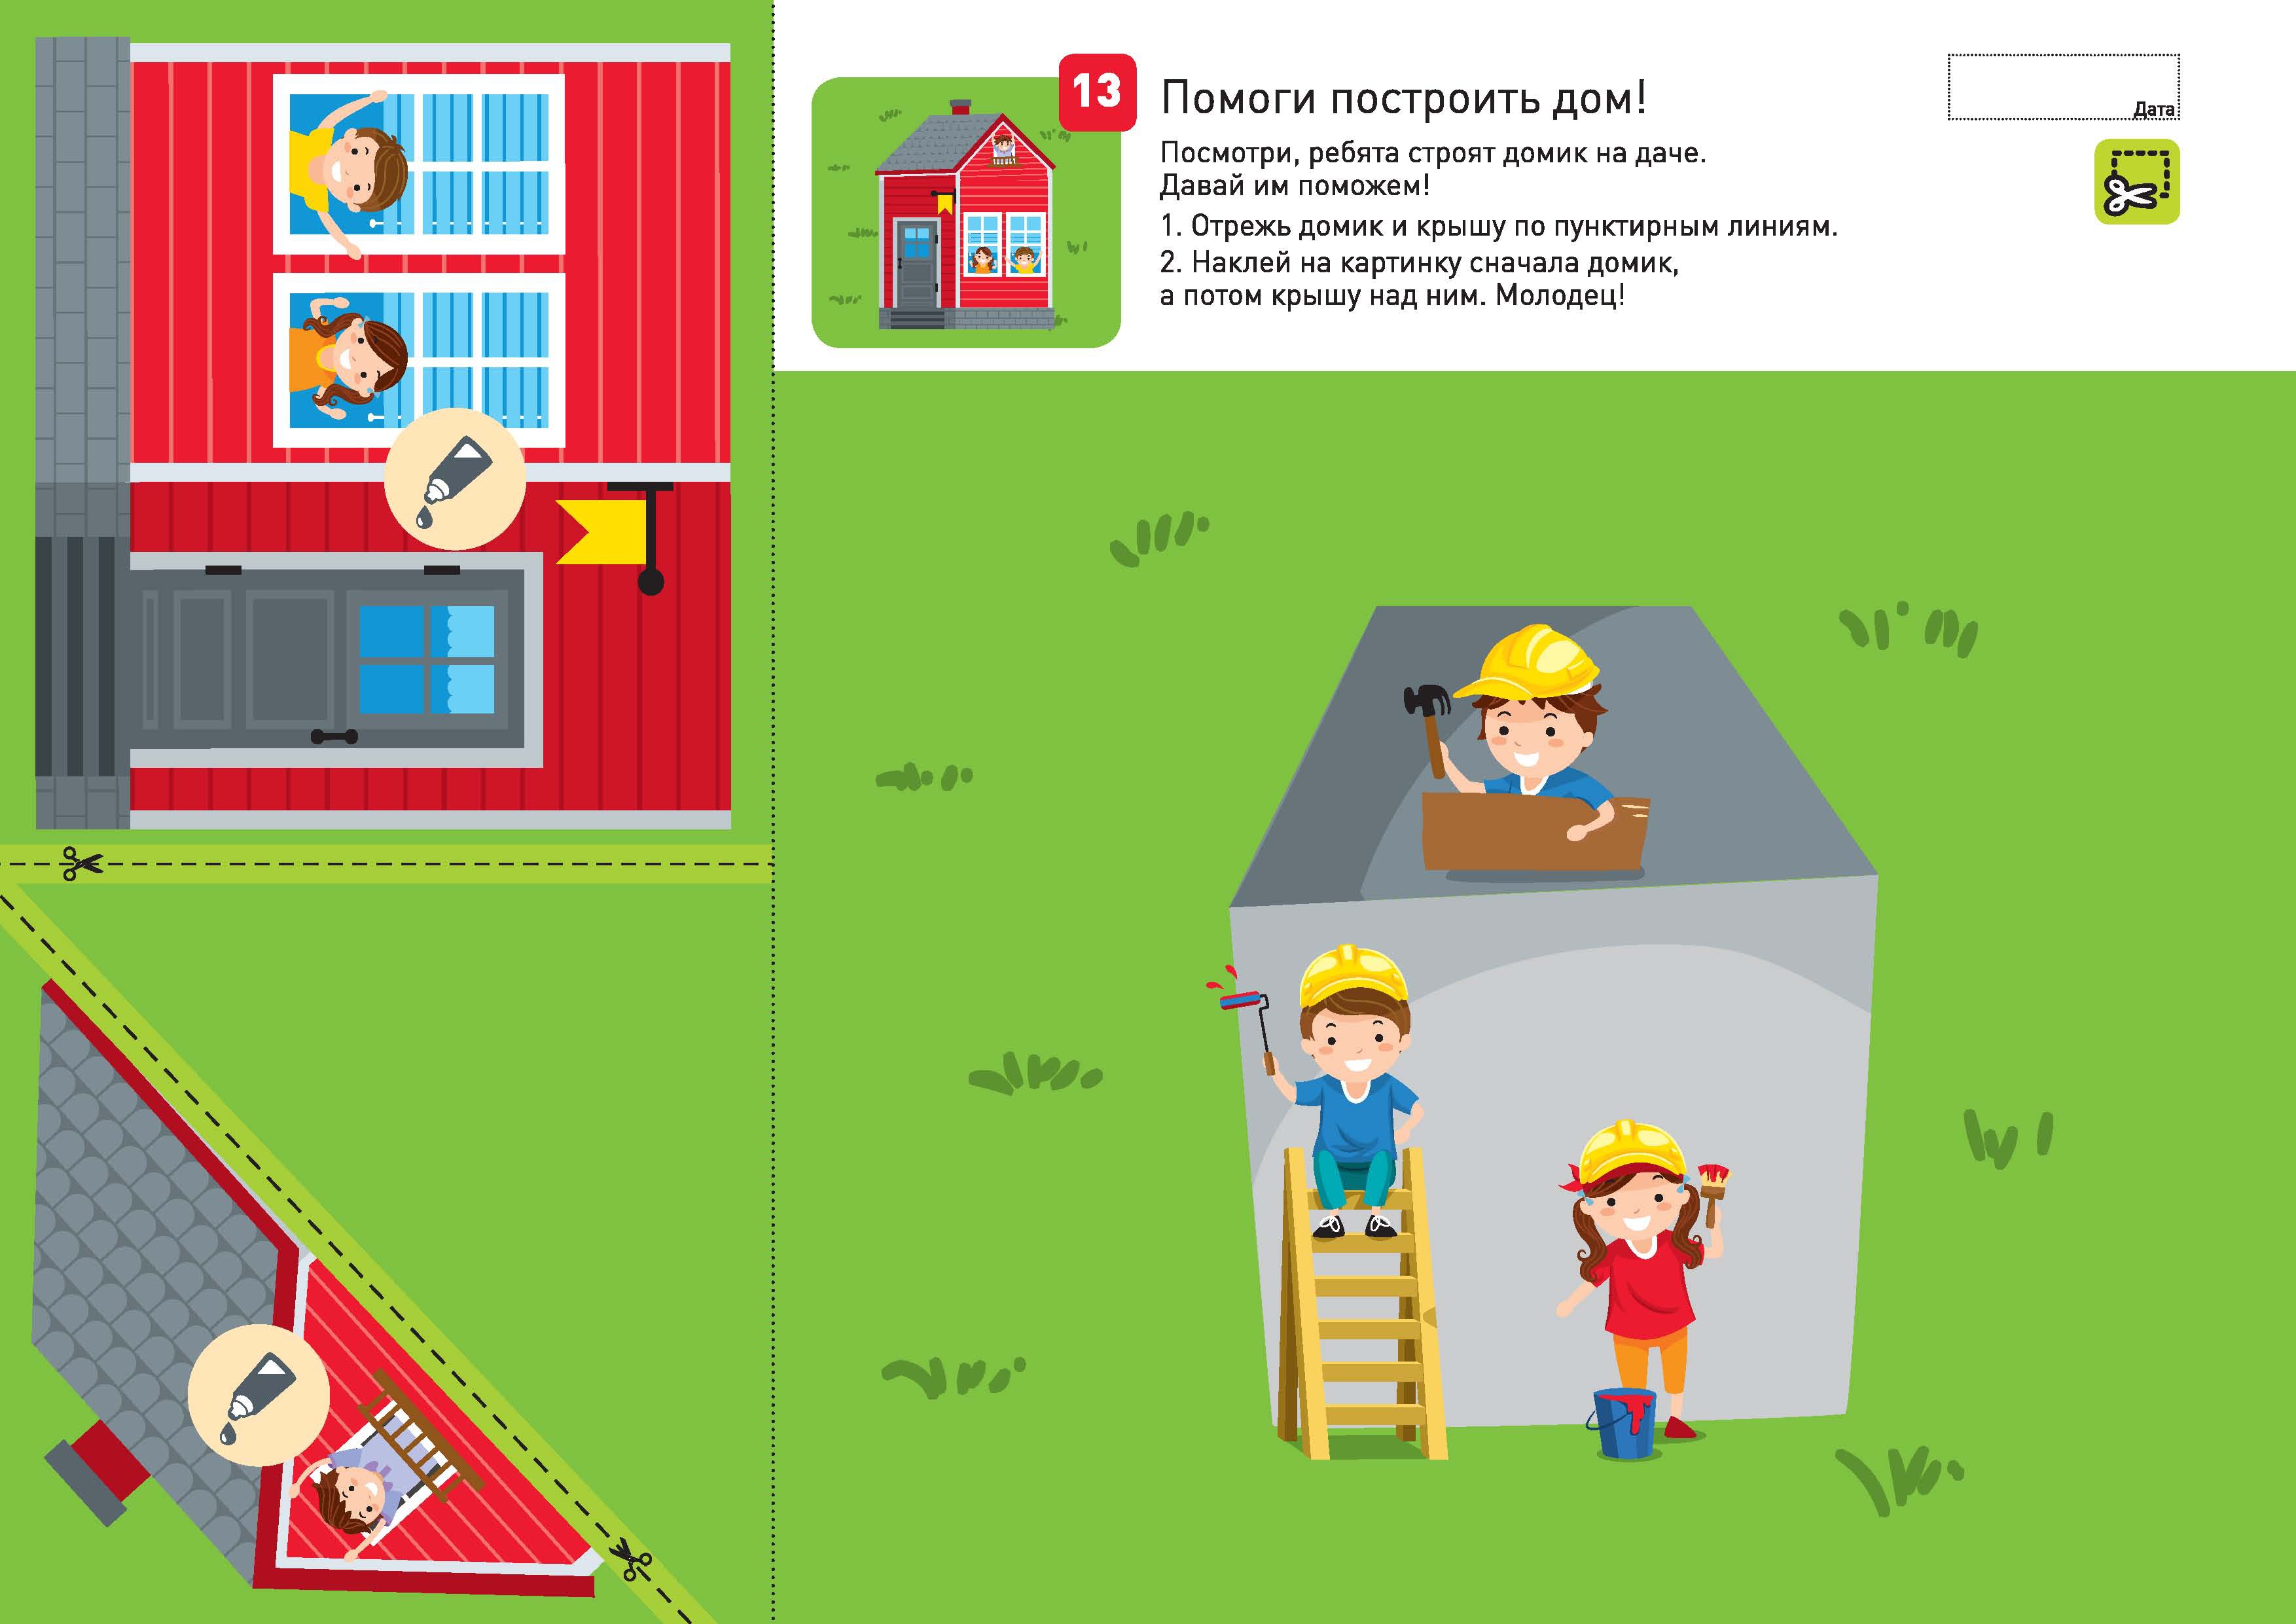 13
Помоги построить дом!
Дата
Посмотри, ребята строят домик на даче.
Давай им поможем!
1. Отрежь домик и крышу по пунктирным линиям.
2. Наклей на картинку сначала домик,
а потом крышу над ним. Молодец!